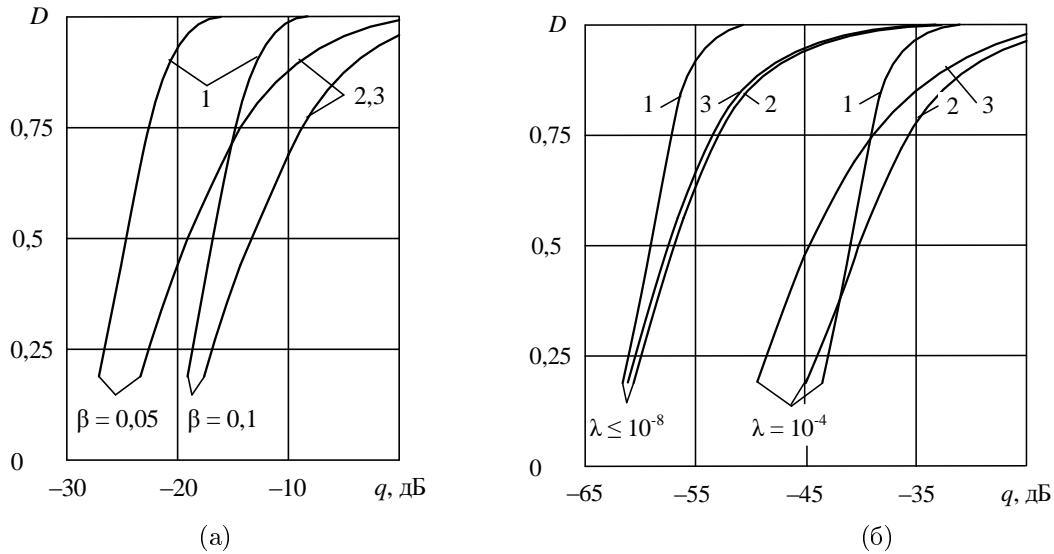 D
1
0,75
0,5
0,25
0
2,3
β = 0,05
β = 0,1
–30
–20
–10
q, дБ
(а)
D
1
0,75
0,5
0,25
0
1
3
2
1
2
3
λ ≤ 10⁻⁸
λ = 10⁻⁴
–65
–55
–45
–35
q, дБ
(б)